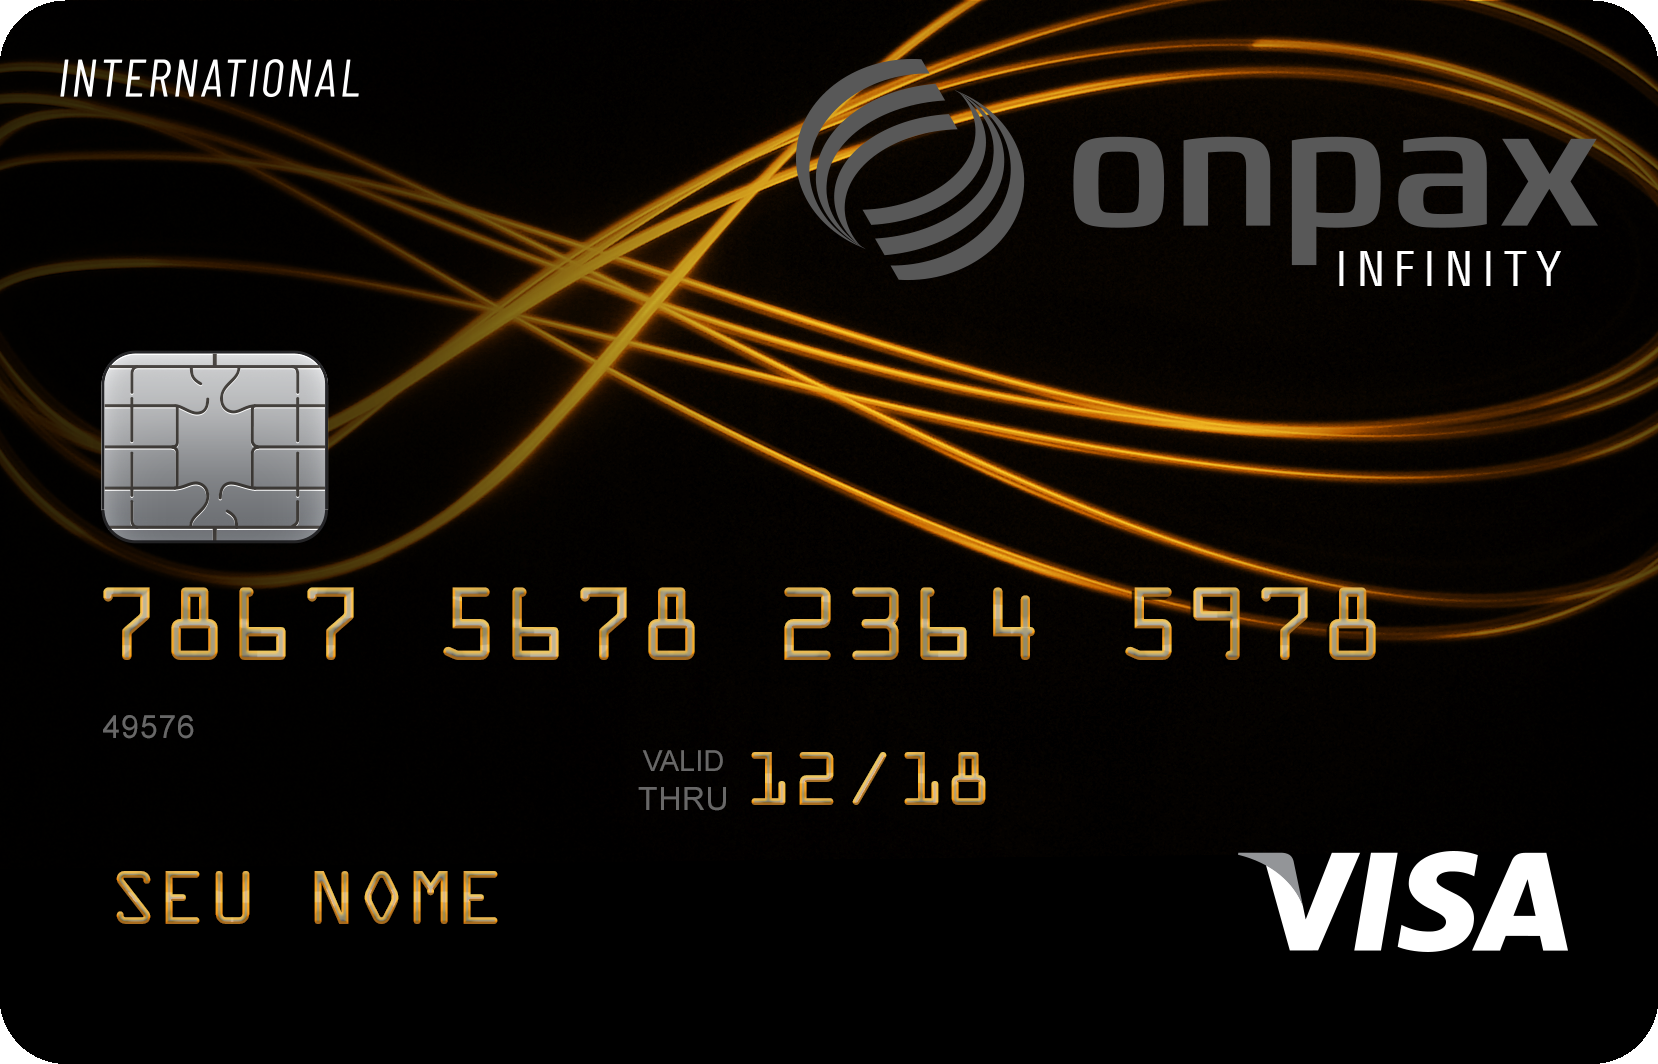 INTERNATIONAL
onpax
INFINITY
7867 5678 2364 5978
49576
VALID
THRU 12/18
SEU NOME
VISA